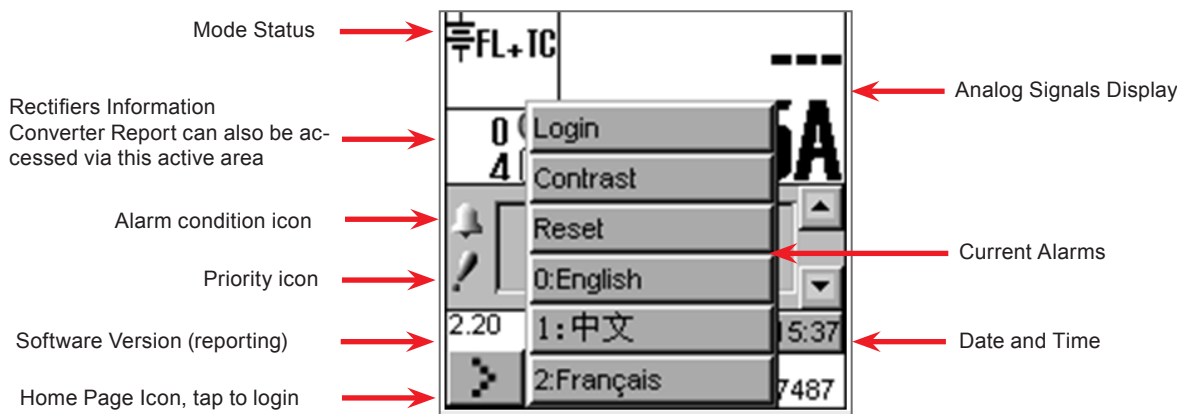 Mode Status
Rectifiers Information
Converter Report can also be ac-
cessed via this active area
Alarm condition icon
Priority icon
Software Version (reporting)
Home Page Icon, tap to login
FL+TC
---
0
4
A
Login
Contrast
Reset
0:English
1:中文
2:Français
2.20
15:37
7487
Analog Signals Display
Current Alarms
Date and Time